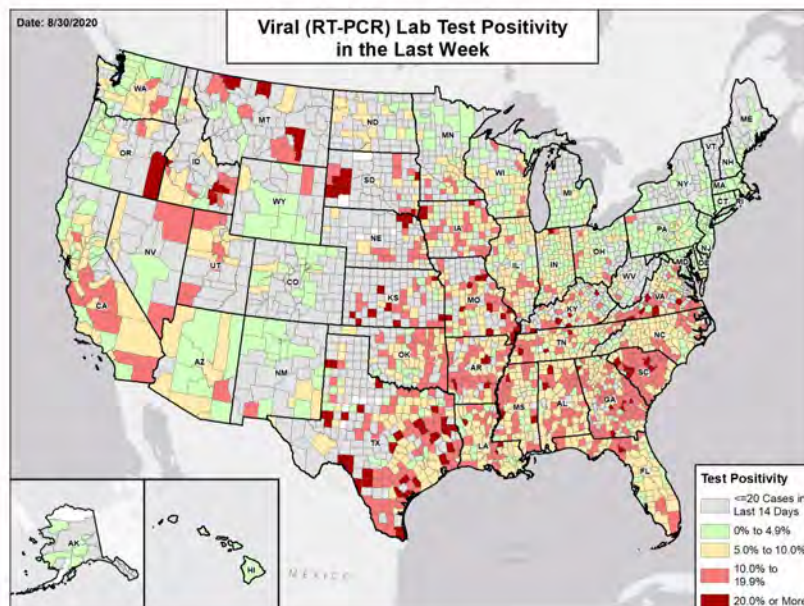 Date: 8/30/2020
Viral (RT-PCR) Lab Test Positivity
in the Last Week
WA
MT
ND
MN
ME
OR
ID
SD
WI
MI
VT
NH
NY
MA
CT
RI
WY
NE
IA
PA
NJ
NV
UT
CO
IL
IN
OH
MD
DE
WV
CA
KS
MO
KY
VA
AZ
NM
OK
AR
TN
NC
SC
TX
LA
MS
AL
GA
FL
AK
HI
MEXICO
Test Positivity
<=20 Cases in
Last 14 Days
0% to 4.9%
5.0% to 10.0%
10.0% to
19.9%
20.0% or More